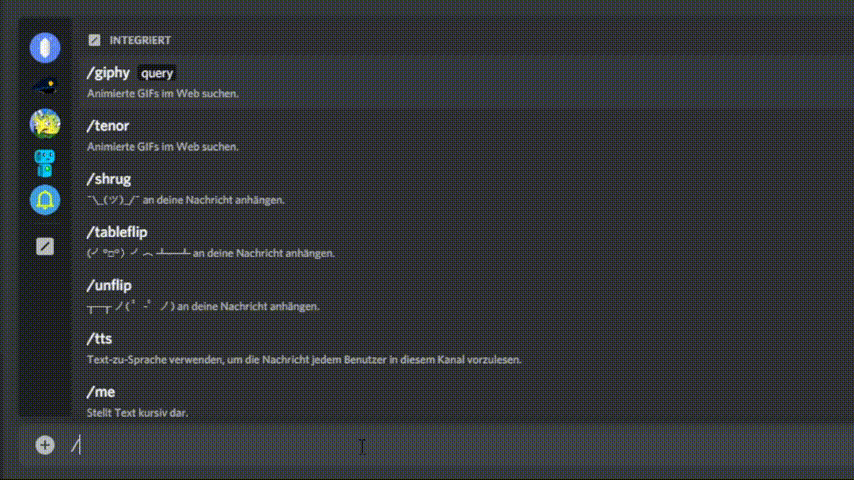 INTEGRIERT
/giphy query
Animierte GIFs im Web suchen.
/tenor
Animierte GIFs im Web suchen.
/shrug
¯\_(ツ)_/¯ an deine Nachricht anhängen.
/tableflip
(╯°□°)╯︵ ┻━┻ an deine Nachricht anhängen.
/unflip
┬─┬ ノ( ゜-゜ノ) an deine Nachricht anhängen.
/tts
Text-zu-Sprache verwenden, um die Nachricht jedem Benutzer in diesem Kanal vorzulesen.
/me
Stellt Text kursiv dar.
/